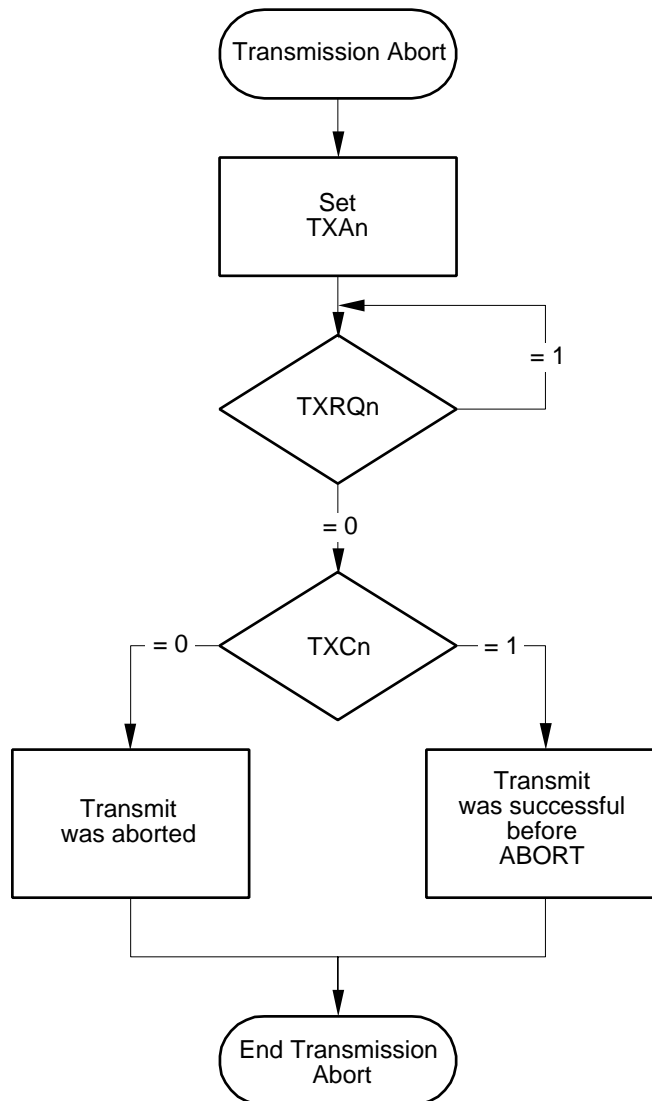 Transmission Abort
Set
TXAn
= 1
TXRQn
= 0
= 0
TXCn
= 1
Transmit
was aborted
Transmit
was successful
before
ABORT
End Transmission
Abort